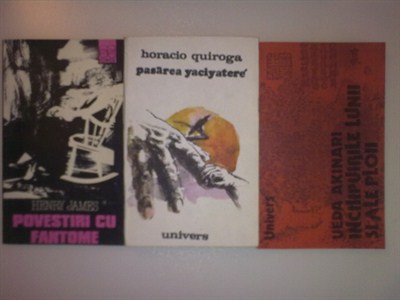 HENRY JAMES
POVESTIRI CU
FANTOME
horacio quiroga
pasărea yaciyateré
univers
Univers
UEDA AKINARI
ÎNCHIPUIRILE LUNII
ȘI ALE PLOII